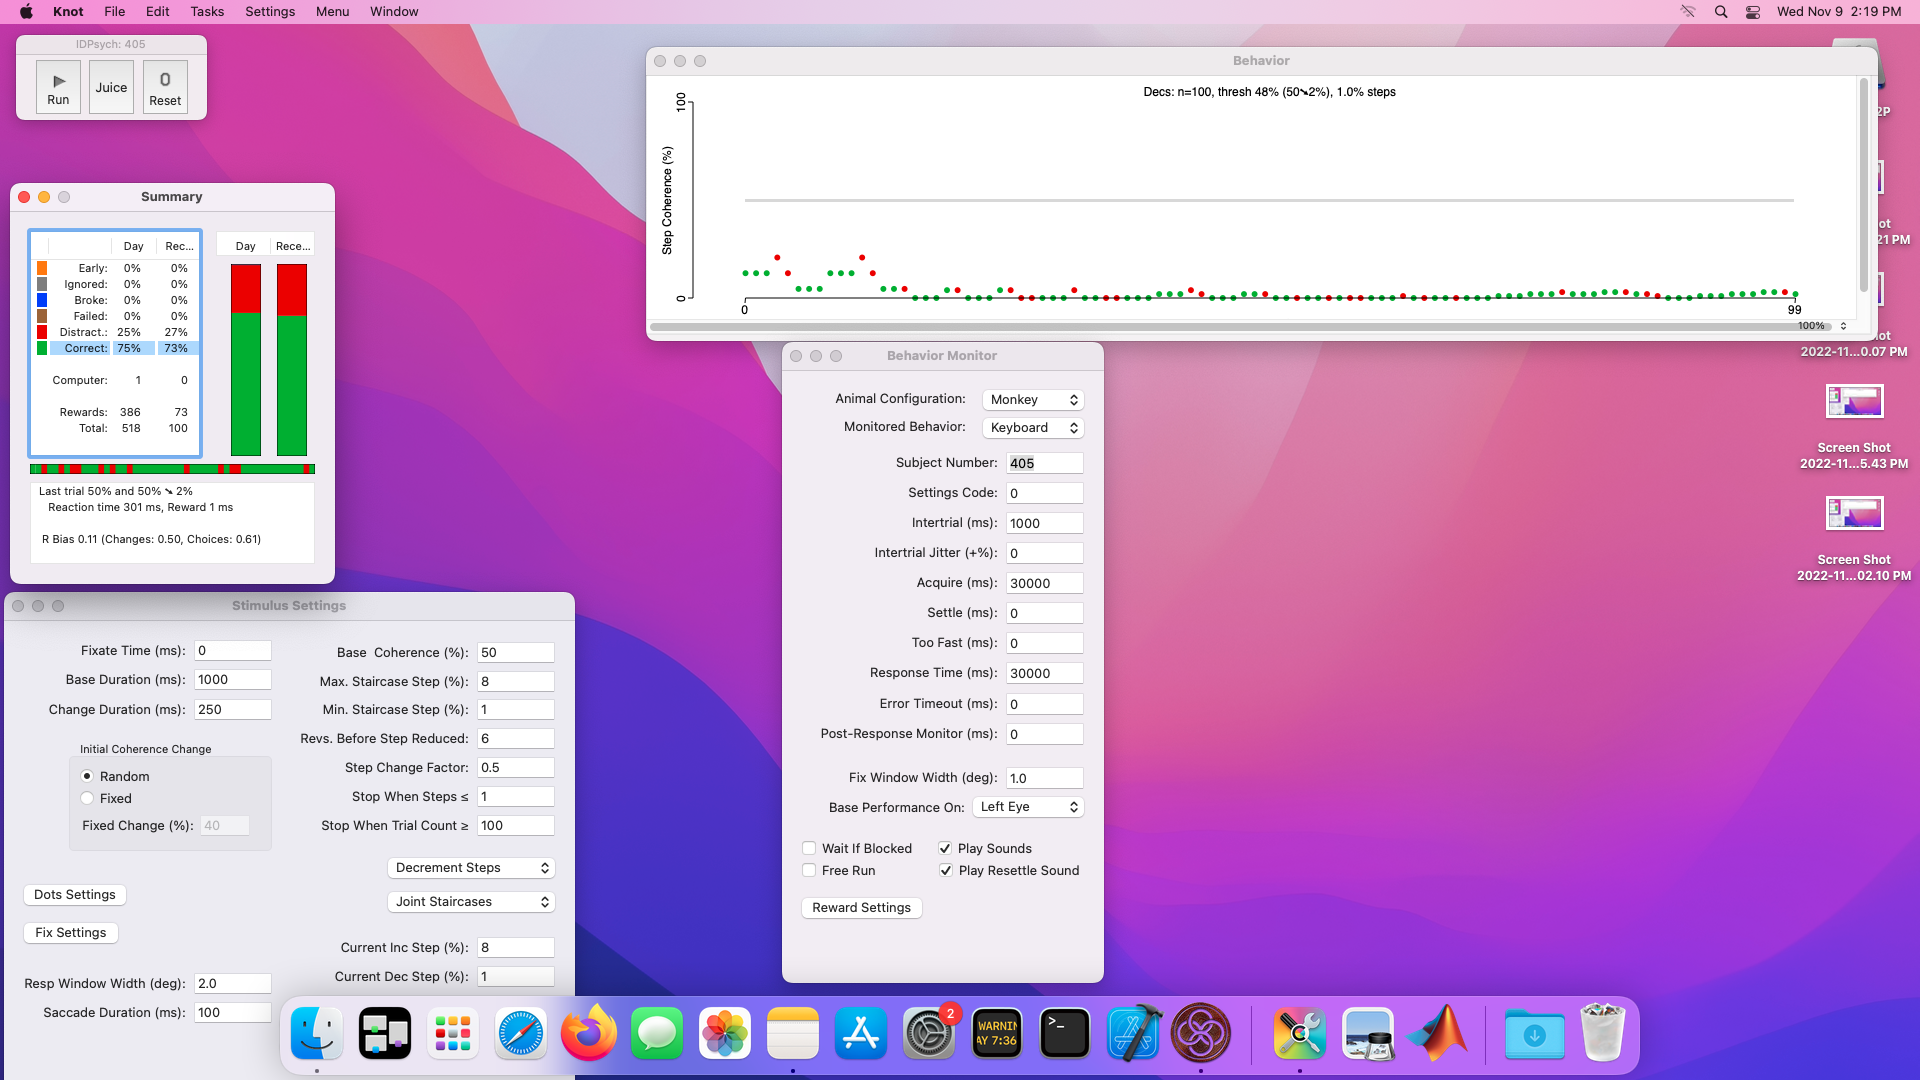 Knot File Edit Tasks Settings Menu Window
Wed Nov 9 2:19 PM
IDPsych: 405
Run
Juice
0
Reset
Summary
Day Rec...
Early: 0% 0%
Ignored: 0% 0%
Broke: 0% 0%
Failed: 0% 0%
Distract.: 25% 27%
Correct: 75% 73%
Computer: 1 0
Rewards: 386 73
Total: 518 100
Day Rece...
Last trial 50% and 50% ➘ 2%
Reaction time 301 ms, Reward 1 ms
R Bias 0.11 (Changes: 0.50, Choices: 0.61)
Stimulus Settings
Fixate Time (ms): 0
Base Duration (ms): 1000
Change Duration (ms): 250
Initial Coherence Change
Random
Fixed
Fixed Change (%): 40
Dots Settings
Fix Settings
Resp Window Width (deg): 2.0
Saccade Duration (ms): 100
Base Coherence (%): 50
Max. Staircase Step (%): 8
Min. Staircase Step (%): 1
Revs. Before Step Reduced: 6
Step Change Factor: 0.5
Stop When Steps ≤ 1
Stop When Trial Count ≥ 100
Decrement Steps
Joint Staircases
Current Inc Step (%): 8
Current Dec Step (%): 1
Behavior
Decs: n=100, thresh 48% (50➘2%), 1.0% steps
Step Coherence (%)
100
0
0
99
100%
Behavior Monitor
Animal Configuration: Monkey
Monitored Behavior: Keyboard
Subject Number: 405
Settings Code: 0
Intertrial (ms): 1000
Intertrial Jitter (+%): 0
Acquire (ms): 30000
Settle (ms): 0
Too Fast (ms): 0
Response Time (ms): 30000
Error Timeout (ms): 0
Post-Response Monitor (ms): 0
Fix Window Width (deg): 1.0
Base Performance On: Left Eye
Wait If Blocked
Play Sounds
Free Run
Play Resettle Sound
Reward Settings
2P
ot
21 PM
ot
2022-11...0.07 PM
Screen Shot
2022-11...5.43 PM
Screen Shot
2022-11...02.10 PM
2
WARNIN
AY 7:36
>_